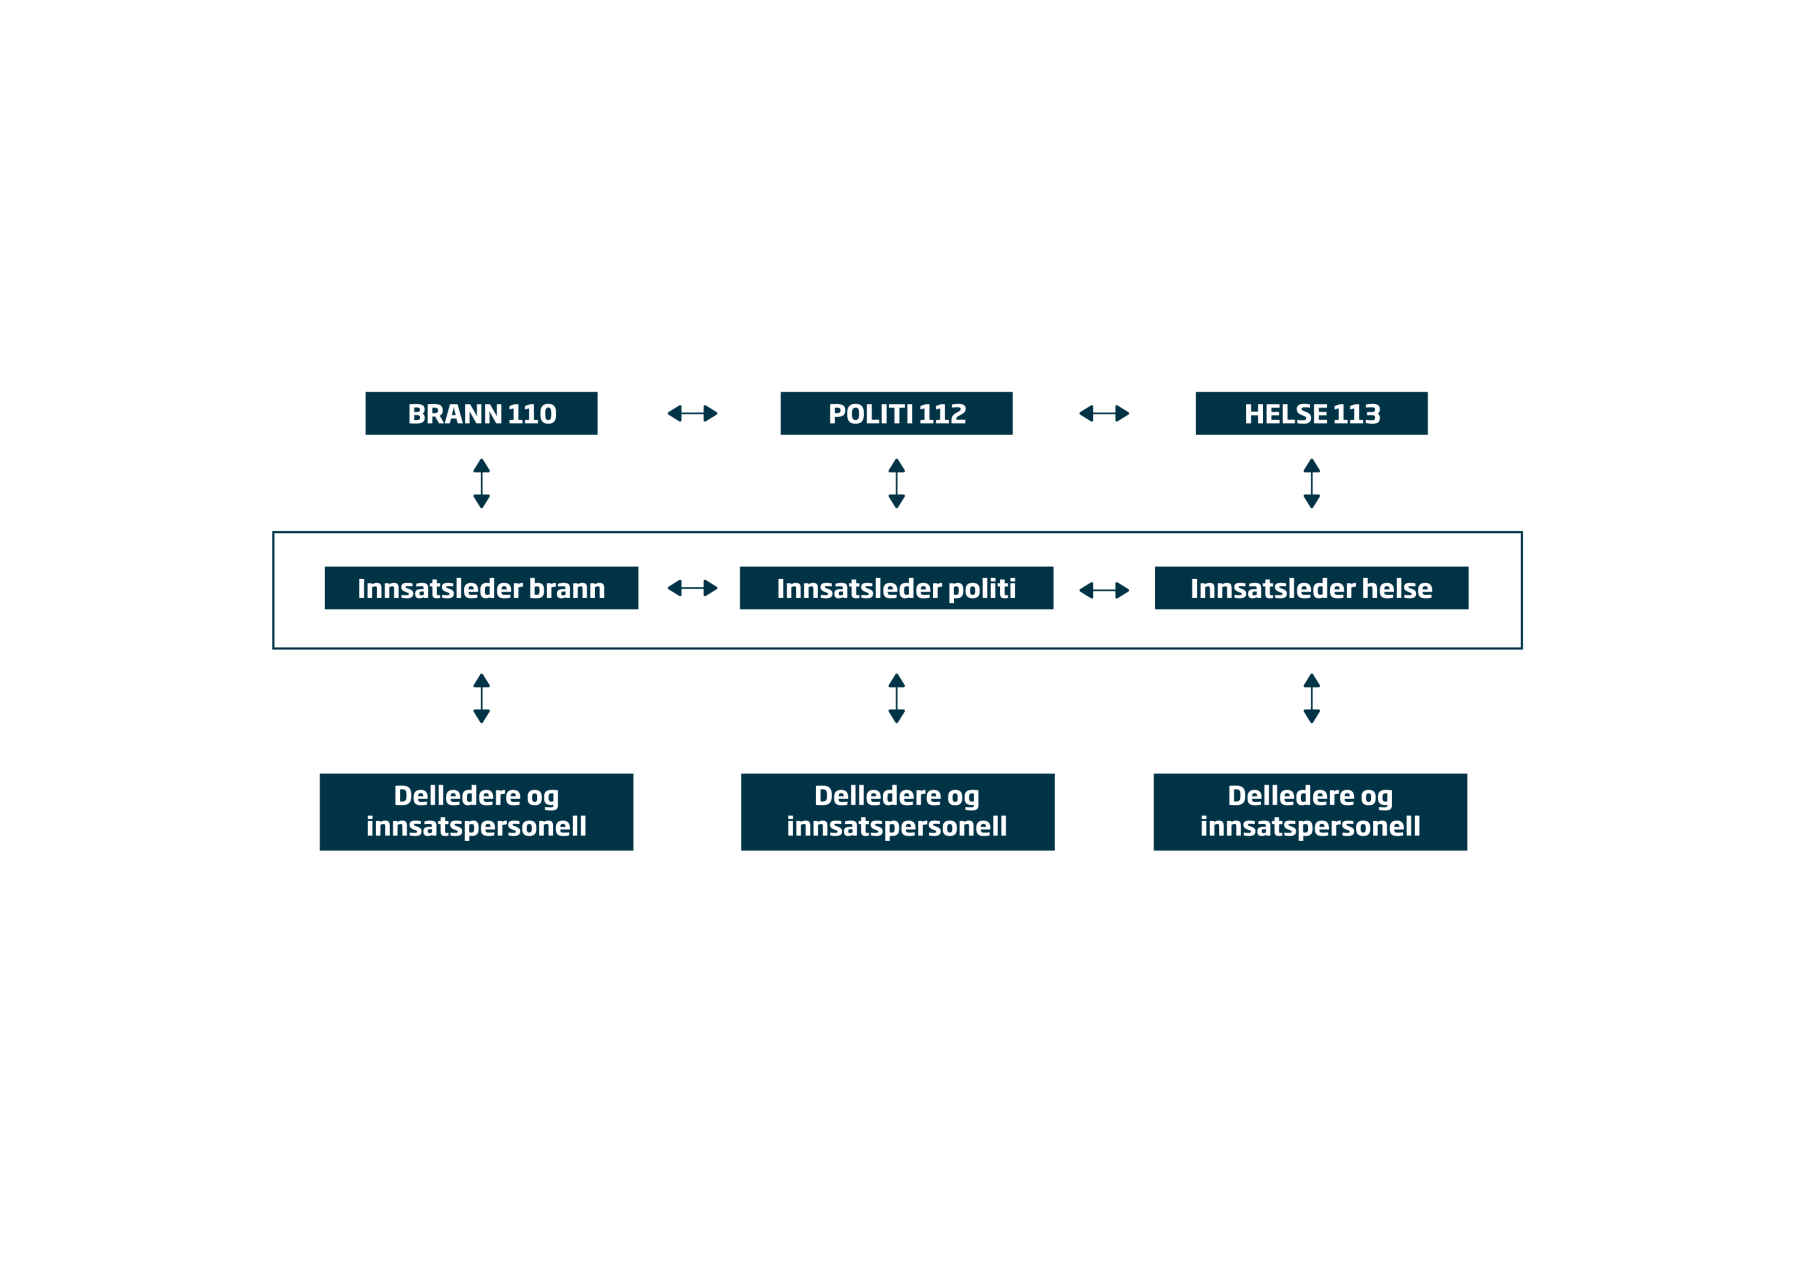 BRANN 110
POLITI 112
HELSE 113
Innsatsleder brann
Innsatsleder politi
Innsatsleder helse
Delledere og
innsatspersonell
Delledere og
innsatspersonell
Delledere og
innsatspersonell